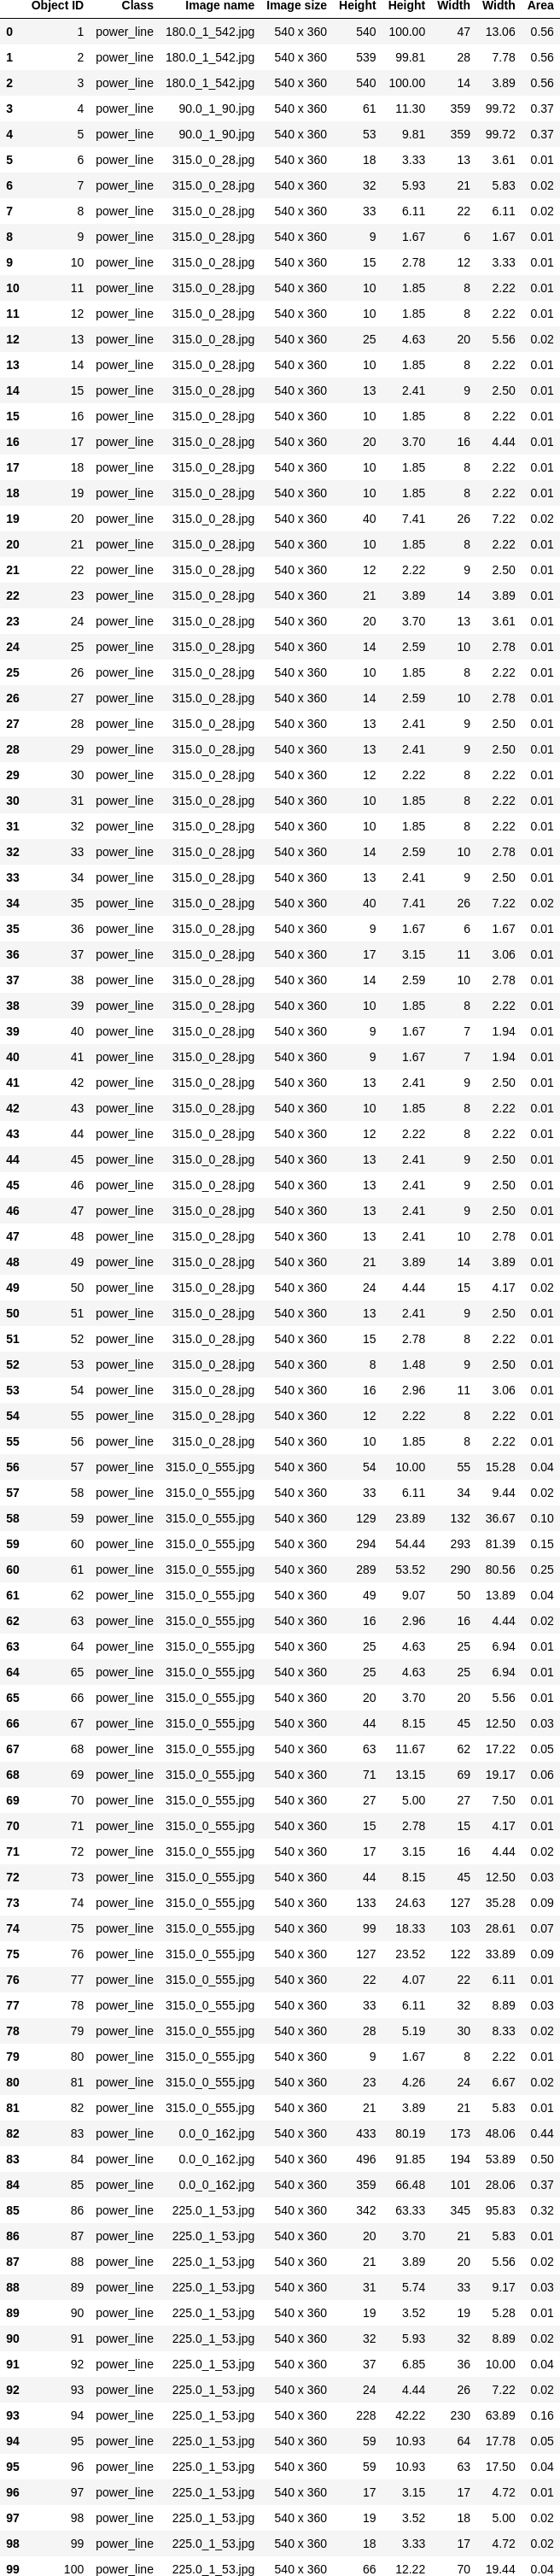 Object ID Class Image name Image size Height Height Width Width Area
0 1 power_line 180.0_1_542.jpg 540 x 360 540 100.00 47 13.06 0.56
1 2 power_line 180.0_1_542.jpg 540 x 360 539 99.81 28 7.78 0.56
2 3 power_line 180.0_1_542.jpg 540 x 360 540 100.00 14 3.89 0.56
3 4 power_line 90.0_1_90.jpg 540 x 360 61 11.30 359 99.72 0.37
4 5 power_line 90.0_1_90.jpg 540 x 360 53 9.81 359 99.72 0.37
5 6 power_line 315.0_0_28.jpg 540 x 360 18 3.33 13 3.61 0.01
6 7 power_line 315.0_0_28.jpg 540 x 360 32 5.93 21 5.83 0.02
7 8 power_line 315.0_0_28.jpg 540 x 360 33 6.11 22 6.11 0.02
8 9 power_line 315.0_0_28.jpg 540 x 360 9 1.67 6 1.67 0.01
9 10 power_line 315.0_0_28.jpg 540 x 360 15 2.78 12 3.33 0.01
10 11 power_line 315.0_0_28.jpg 540 x 360 10 1.85 8 2.22 0.01
11 12 power_line 315.0_0_28.jpg 540 x 360 10 1.85 8 2.22 0.01
12 13 power_line 315.0_0_28.jpg 540 x 360 25 4.63 20 5.56 0.02
13 14 power_line 315.0_0_28.jpg 540 x 360 10 1.85 8 2.22 0.01
14 15 power_line 315.0_0_28.jpg 540 x 360 13 2.41 9 2.50 0.01
15 16 power_line 315.0_0_28.jpg 540 x 360 10 1.85 8 2.22 0.01
16 17 power_line 315.0_0_28.jpg 540 x 360 20 3.70 16 4.44 0.01
17 18 power_line 315.0_0_28.jpg 540 x 360 10 1.85 8 2.22 0.01
18 19 power_line 315.0_0_28.jpg 540 x 360 10 1.85 8 2.22 0.01
19 20 power_line 315.0_0_28.jpg 540 x 360 40 7.41 26 7.22 0.02
20 21 power_line 315.0_0_28.jpg 540 x 360 10 1.85 8 2.22 0.01
21 22 power_line 315.0_0_28.jpg 540 x 360 12 2.22 9 2.50 0.01
22 23 power_line 315.0_0_28.jpg 540 x 360 21 3.89 14 3.89 0.01
23 24 power_line 315.0_0_28.jpg 540 x 360 20 3.70 13 3.61 0.01
24 25 power_line 315.0_0_28.jpg 540 x 360 14 2.59 10 2.78 0.01
25 26 power_line 315.0_0_28.jpg 540 x 360 10 1.85 8 2.22 0.01
26 27 power_line 315.0_0_28.jpg 540 x 360 14 2.59 10 2.78 0.01
27 28 power_line 315.0_0_28.jpg 540 x 360 13 2.41 9 2.50 0.01
28 29 power_line 315.0_0_28.jpg 540 x 360 13 2.41 9 2.50 0.01
29 30 power_line 315.0_0_28.jpg 540 x 360 12 2.22 8 2.22 0.01
30 31 power_line 315.0_0_28.jpg 540 x 360 10 1.85 8 2.22 0.01
31 32 power_line 315.0_0_28.jpg 540 x 360 10 1.85 8 2.22 0.01
32 33 power_line 315.0_0_28.jpg 540 x 360 14 2.59 10 2.78 0.01
33 34 power_line 315.0_0_28.jpg 540 x 360 13 2.41 9 2.50 0.01
34 35 power_line 315.0_0_28.jpg 540 x 360 40 7.41 26 7.22 0.02
35 36 power_line 315.0_0_28.jpg 540 x 360 9 1.67 6 1.67 0.01
36 37 power_line 315.0_0_28.jpg 540 x 360 17 3.15 11 3.06 0.01
37 38 power_line 315.0_0_28.jpg 540 x 360 14 2.59 10 2.78 0.01
38 39 power_line 315.0_0_28.jpg 540 x 360 10 1.85 8 2.22 0.01
39 40 power_line 315.0_0_28.jpg 540 x 360 9 1.67 7 1.94 0.01
40 41 power_line 315.0_0_28.jpg 540 x 360 9 1.67 7 1.94 0.01
41 42 power_line 315.0_0_28.jpg 540 x 360 13 2.41 9 2.50 0.01
42 43 power_line 315.0_0_28.jpg 540 x 360 10 1.85 8 2.22 0.01
43 44 power_line 315.0_0_28.jpg 540 x 360 12 2.22 8 2.22 0.01
44 45 power_line 315.0_0_28.jpg 540 x 360 13 2.41 9 2.50 0.01
45 46 power_line 315.0_0_28.jpg 540 x 360 13 2.41 9 2.50 0.01
46 47 power_line 315.0_0_28.jpg 540 x 360 13 2.41 9 2.50 0.01
47 48 power_line 315.0_0_28.jpg 540 x 360 13 2.41 10 2.78 0.01
48 49 power_line 315.0_0_28.jpg 540 x 360 21 3.89 14 3.89 0.01
49 50 power_line 315.0_0_28.jpg 540 x 360 24 4.44 15 4.17 0.02
50 51 power_line 315.0_0_28.jpg 540 x 360 13 2.41 9 2.50 0.01
51 52 power_line 315.0_0_28.jpg 540 x 360 15 2.78 8 2.22 0.01
52 53 power_line 315.0_0_28.jpg 540 x 360 8 1.48 9 2.50 0.01
53 54 power_line 315.0_0_28.jpg 540 x 360 16 2.96 11 3.06 0.01
54 55 power_line 315.0_0_28.jpg 540 x 360 12 2.22 8 2.22 0.01
55 56 power_line 315.0_0_28.jpg 540 x 360 10 1.85 8 2.22 0.01
56 57 power_line 315.0_0_555.jpg 540 x 360 54 10.00 55 15.28 0.04
57 58 power_line 315.0_0_555.jpg 540 x 360 33 6.11 34 9.44 0.02
58 59 power_line 315.0_0_555.jpg 540 x 360 129 23.89 132 36.67 0.10
59 60 power_line 315.0_0_555.jpg 540 x 360 294 54.44 293 81.39 0.15
60 61 power_line 315.0_0_555.jpg 540 x 360 289 53.52 290 80.56 0.25
61 62 power_line 315.0_0_555.jpg 540 x 360 49 9.07 50 13.89 0.04
62 63 power_line 315.0_0_555.jpg 540 x 360 16 2.96 16 4.44 0.02
63 64 power_line 315.0_0_555.jpg 540 x 360 25 4.63 25 6.94 0.01
64 65 power_line 315.0_0_555.jpg 540 x 360 25 4.63 25 6.94 0.01
65 66 power_line 315.0_0_555.jpg 540 x 360 20 3.70 20 5.56 0.01
66 67 power_line 315.0_0_555.jpg 540 x 360 44 8.15 45 12.50 0.03
67 68 power_line 315.0_0_555.jpg 540 x 360 63 11.67 62 17.22 0.05
68 69 power_line 315.0_0_555.jpg 540 x 360 71 13.15 69 19.17 0.06
69 70 power_line 315.0_0_555.jpg 540 x 360 27 5.00 27 7.50 0.01
70 71 power_line 315.0_0_555.jpg 540 x 360 15 2.78 15 4.17 0.01
71 72 power_line 315.0_0_555.jpg 540 x 360 17 3.15 16 4.44 0.02
72 73 power_line 315.0_0_555.jpg 540 x 360 44 8.15 45 12.50 0.03
73 74 power_line 315.0_0_555.jpg 540 x 360 133 24.63 127 35.28 0.09
74 75 power_line 315.0_0_555.jpg 540 x 360 99 18.33 103 28.61 0.07
75 76 power_line 315.0_0_555.jpg 540 x 360 127 23.52 122 33.89 0.09
76 77 power_line 315.0_0_555.jpg 540 x 360 22 4.07 22 6.11 0.01
77 78 power_line 315.0_0_555.jpg 540 x 360 33 6.11 32 8.89 0.03
78 79 power_line 315.0_0_555.jpg 540 x 360 28 5.19 30 8.33 0.02
79 80 power_line 315.0_0_555.jpg 540 x 360 9 1.67 8 2.22 0.01
80 81 power_line 315.0_0_555.jpg 540 x 360 23 4.26 24 6.67 0.02
81 82 power_line 315.0_0_555.jpg 540 x 360 21 3.89 21 5.83 0.01
82 83 power_line 0.0_0_162.jpg 540 x 360 433 80.19 173 48.06 0.44
83 84 power_line 0.0_0_162.jpg 540 x 360 496 91.85 194 53.89 0.50
84 85 power_line 0.0_0_162.jpg 540 x 360 359 66.48 101 28.06 0.37
85 86 power_line 225.0_1_53.jpg 540 x 360 342 63.33 345 95.83 0.32
86 87 power_line 225.0_1_53.jpg 540 x 360 20 3.70 21 5.83 0.01
87 88 power_line 225.0_1_53.jpg 540 x 360 21 3.89 20 5.56 0.02
88 89 power_line 225.0_1_53.jpg 540 x 360 31 5.74 33 9.17 0.03
89 90 power_line 225.0_1_53.jpg 540 x 360 19 3.52 19 5.28 0.01
90 91 power_line 225.0_1_53.jpg 540 x 360 32 5.93 32 8.89 0.02
91 92 power_line 225.0_1_53.jpg 540 x 360 37 6.85 36 10.00 0.04
92 93 power_line 225.0_1_53.jpg 540 x 360 24 4.44 26 7.22 0.02
93 94 power_line 225.0_1_53.jpg 540 x 360 228 42.22 230 63.89 0.16
94 95 power_line 225.0_1_53.jpg 540 x 360 59 10.93 64 17.78 0.05
95 96 power_line 225.0_1_53.jpg 540 x 360 59 10.93 63 17.50 0.04
96 97 power_line 225.0_1_53.jpg 540 x 360 17 3.15 17 4.72 0.01
97 98 power_line 225.0_1_53.jpg 540 x 360 19 3.52 18 5.00 0.02
98 99 power_line 225.0_1_53.jpg 540 x 360 18 3.33 17 4.72 0.02
99 100 power_line 225.0_1_53.jpg 540 x 360 66 12.22 70 19.44 0.04